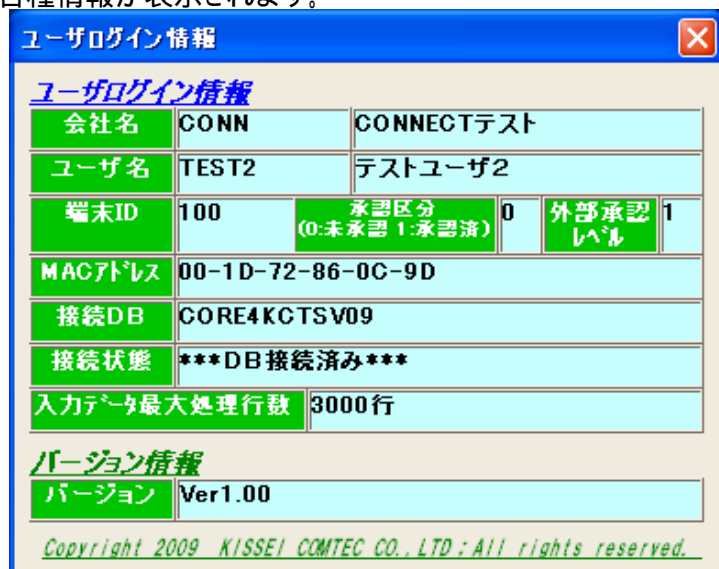 各種情報が表示されます。
ユーザログイン情報
ユーザログイン情報
会社名 CONN CONNECTテスト
ユーザ名 TEST2 テストユーザ2
端末ID 100 承認区分 0 外部承認 1
(0:未承認 1:承認済) レベル
MACアドレス 00-1D-72-86-0C-9D
接続DB CORE4KCTSV09
接続状態 ***DB接続済み***
入力データ最大処理行数 3000行
バージョン情報
バージョン Ver1.00
Copyright 2009 KISSEI COMTEC CO.,LTD:All rights reserved.